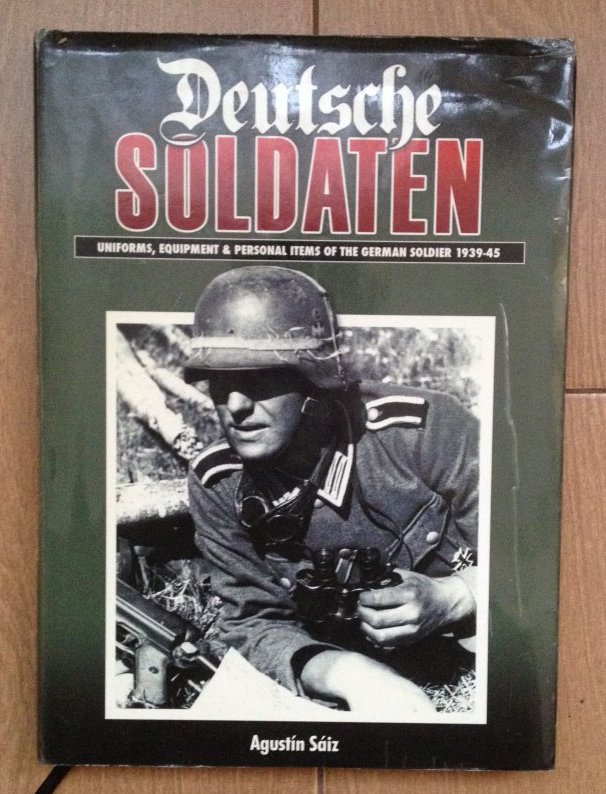 Deutsche
SOLDATEN
UNIFORMS, EQUIPMENT & PERSONAL ITEMS OF THE GERMAN SOLDIER 1939-45
Agustín Sáiz